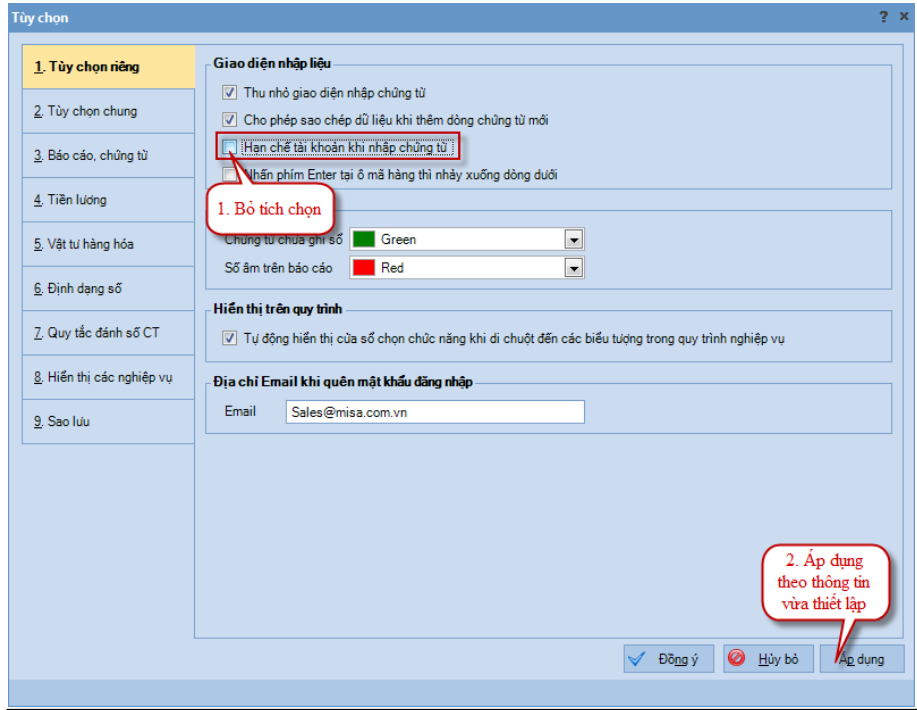 Tùy chọn
1. Tùy chọn riêng
2. Tùy chọn chung
3. Báo cáo, chứng từ
4. Tiền lương
5. Vật tư hàng hóa
6. Định dạng số
7. Quy tắc đánh số CT
8. Hiển thị các nghiệp vụ
9. Sao lưu
Giao diện nhập liệu
Thu nhỏ giao diện nhập chứng từ
Cho phép sao chép dữ liệu khi thêm dòng chứng từ mới
Hạn chế tài khoản khi nhập chứng từ
Nhấn phím Enter tại ô mã hàng thì nhảy xuống dòng dưới
1. Bỏ tích chọn
Chứng từ chưa ghi sổ Green
Số âm trên báo cáo Red
Hiển thị trên quy trình
Tự động hiển thị cửa sổ chọn chức năng khi di chuột đến các biểu tượng trong quy trình nghiệp vụ
Địa chỉ Email khi quên mật khẩu đăng nhập
Email Sales@misa.com.vn
2. Áp dụng
theo thông tin
vừa thiết lập
Đồng ý Hủy bỏ Áp dụng